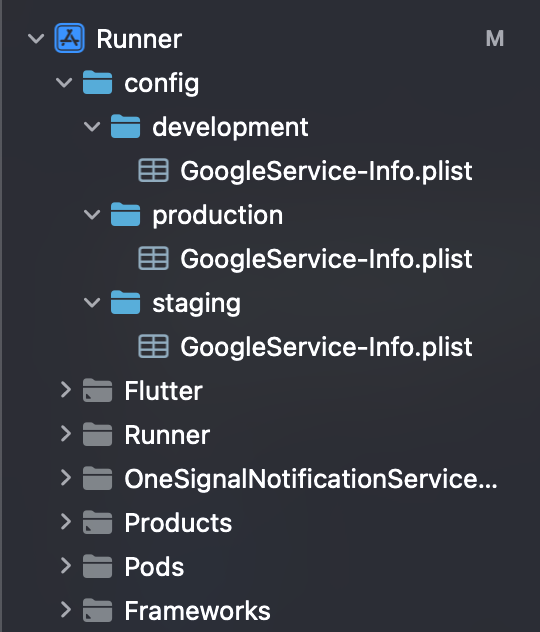 Runner M
config
development
GoogleService-Info.plist
production
GoogleService-Info.plist
staging
GoogleService-Info.plist
Flutter
Runner
OneSignalNotificationService...
Products
Pods
Frameworks